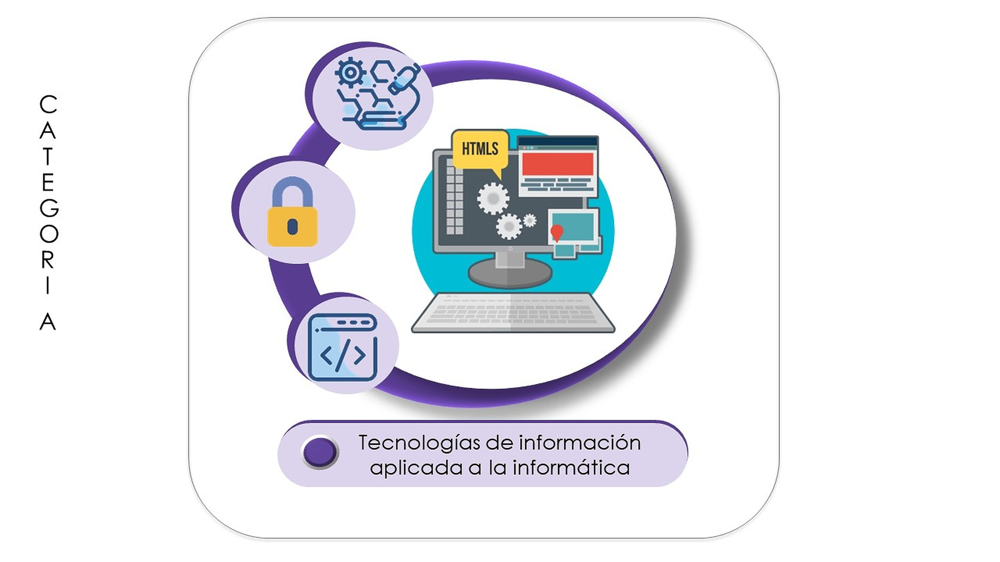 C
A
T
E
G
O
R
I
A
HTMLS
</>
Tecnologías de información
aplicada a la informática